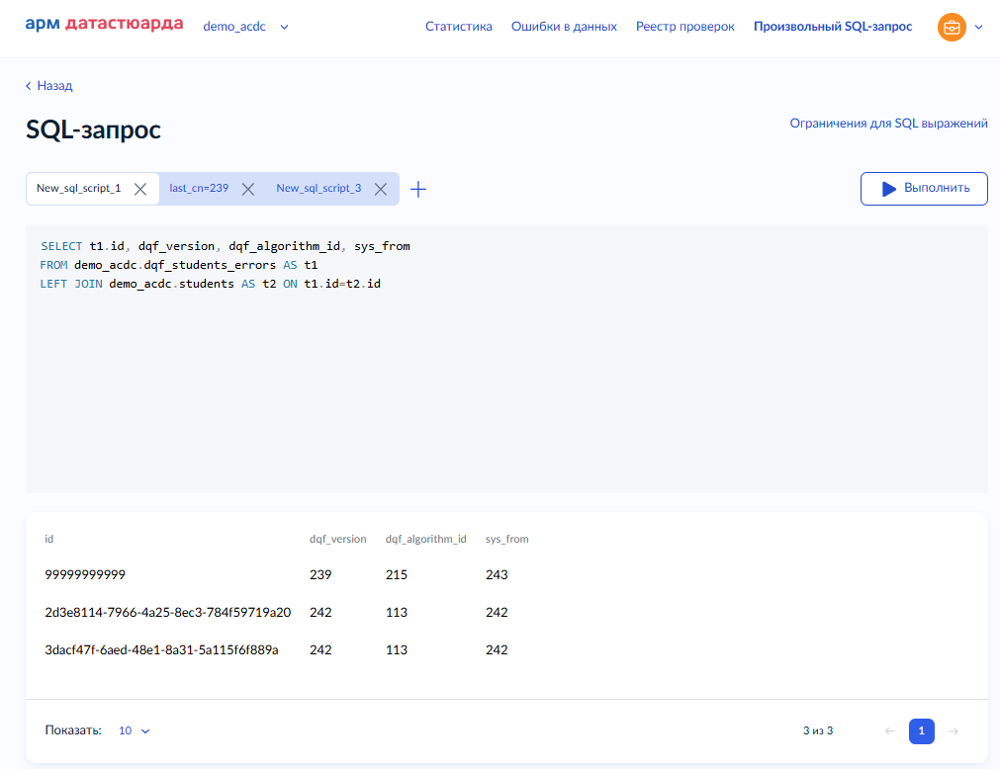 арм датастюарда demo_acdc Статистика Ошибки в данных Реестр проверок Произвольный SQL-запрос
Назад
SQL-запрос Ограничения для SQL выражений
New_sql_script_1 last_cn=239 New_sql_script_3 Выполнить
SELECT t1.id, dqf_version, dqf_algorithm_id, sys_from
FROM demo_acdc.dqf_students_errors AS t1
LEFT JOIN demo_acdc.students AS t2 ON t1.id=t2.id
id dqf_version dqf_algorithm_id sys_from
99999999999 239 215 243
2d3e8114-7966-4a25-8ec3-784f59719a20 242 113 242
3dacf47f-6aed-48e1-8a31-5a115f6f889a 242 113 242
Показать: 10 3 из 3 1